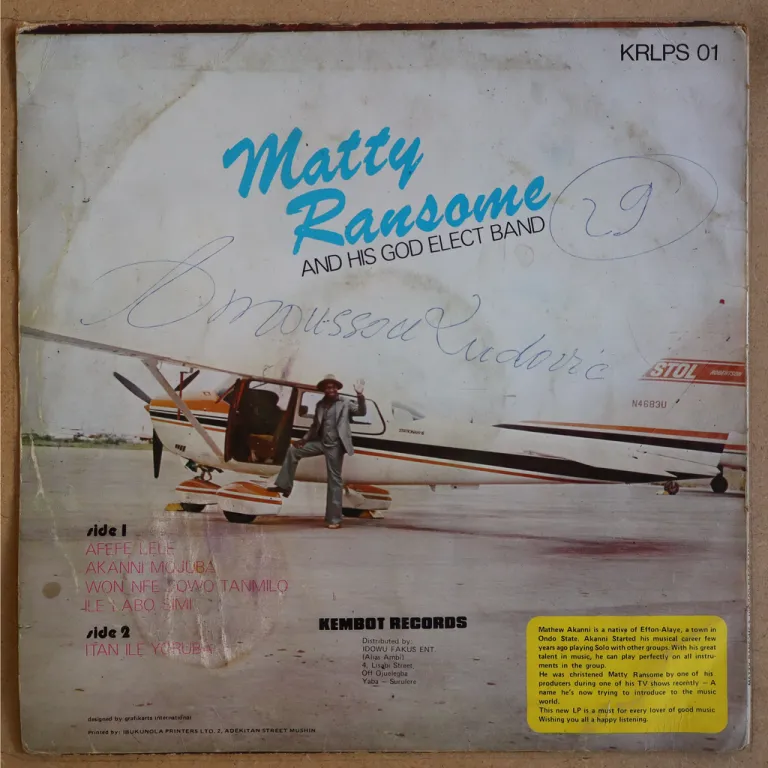 KRLPS 01
Matty
Ransome
AND HIS GOD ELECT BAND
29
STOL ROBERTSON
N4683U
side 1
AFEFE LELE
AKANNI MOJUBA
WON NFE OWO TANMILO
ILE LABO SIMI
side 2
ITAN ILE YORUBA
KEMBOT RECORDS
Distributed by:
IDOWU FAKUS ENT.
(Alias Ambi)
Off Ojuelegba
Yaba — Surulere
Mathew Akanni is a native of Effon-Alaye, a town in
Ondo State. Akanni Started his musical career few
years ago playing Solo with other groups. With his great
talent in music, he can play perfectly on all instru-
ments in the group.
He was christened Matty Ransome by one of his
producers during one of his TV shows recently — A
name he's now trying to introduce to the music
world.
This new LP is a must for every lover of good music
Wishing you all a happy listening.
designed by: grafikarts international
Printed by: IBUKUNOLA PRINTERS LTD. 2, ADEKITAN STREET MUSHIN.